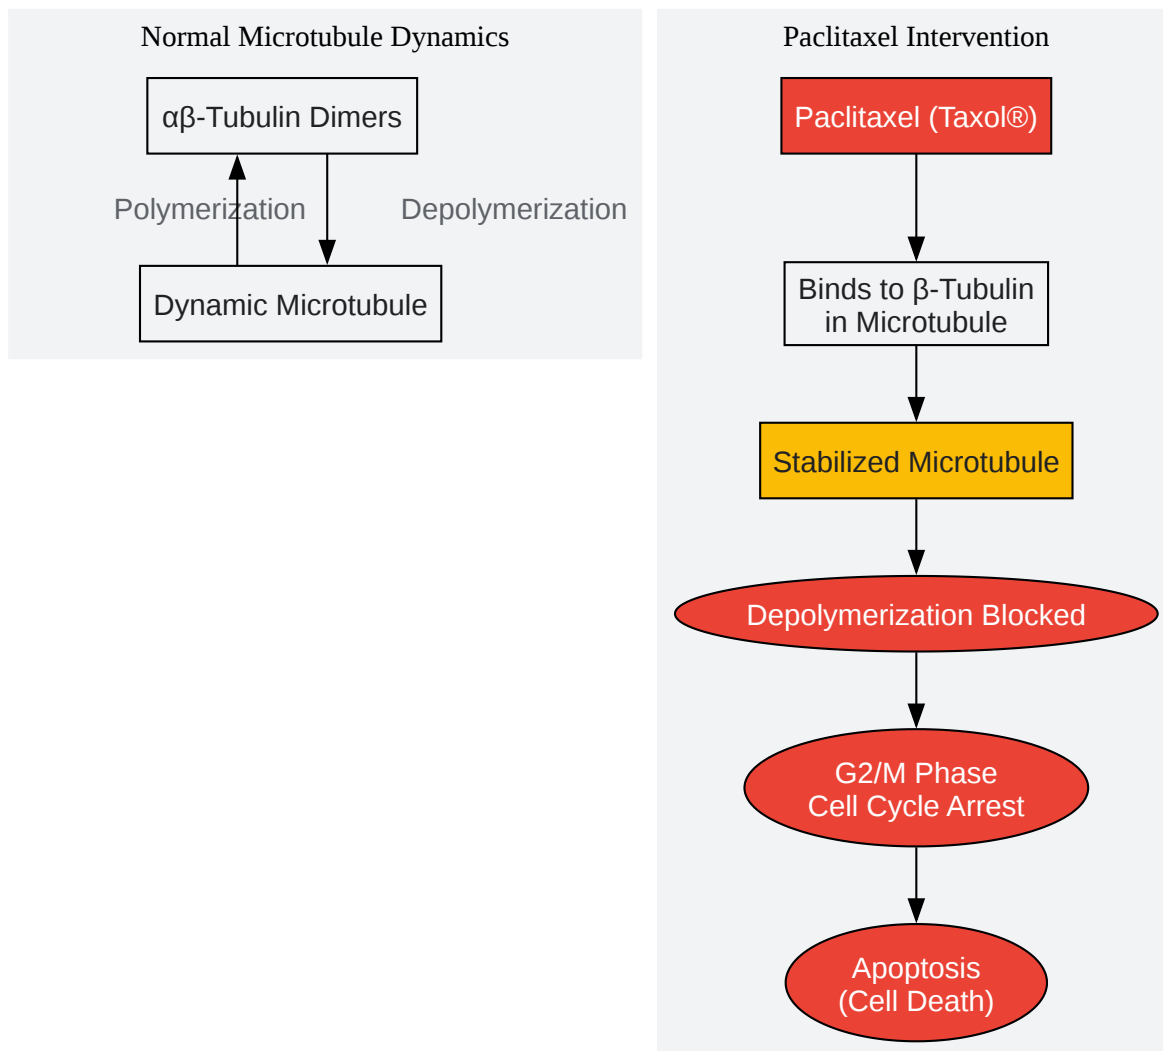 Normal Microtubule Dynamics
αβ-Tubulin Dimers
Polymerization
Depolymerization
Dynamic Microtubule
Paclitaxel Intervention
Paclitaxel (Taxol®)
Binds to β-Tubulin
in Microtubule
Stabilized Microtubule
Depolymerization Blocked
G2/M Phase
Cell Cycle Arrest
Apoptosis
(Cell Death)